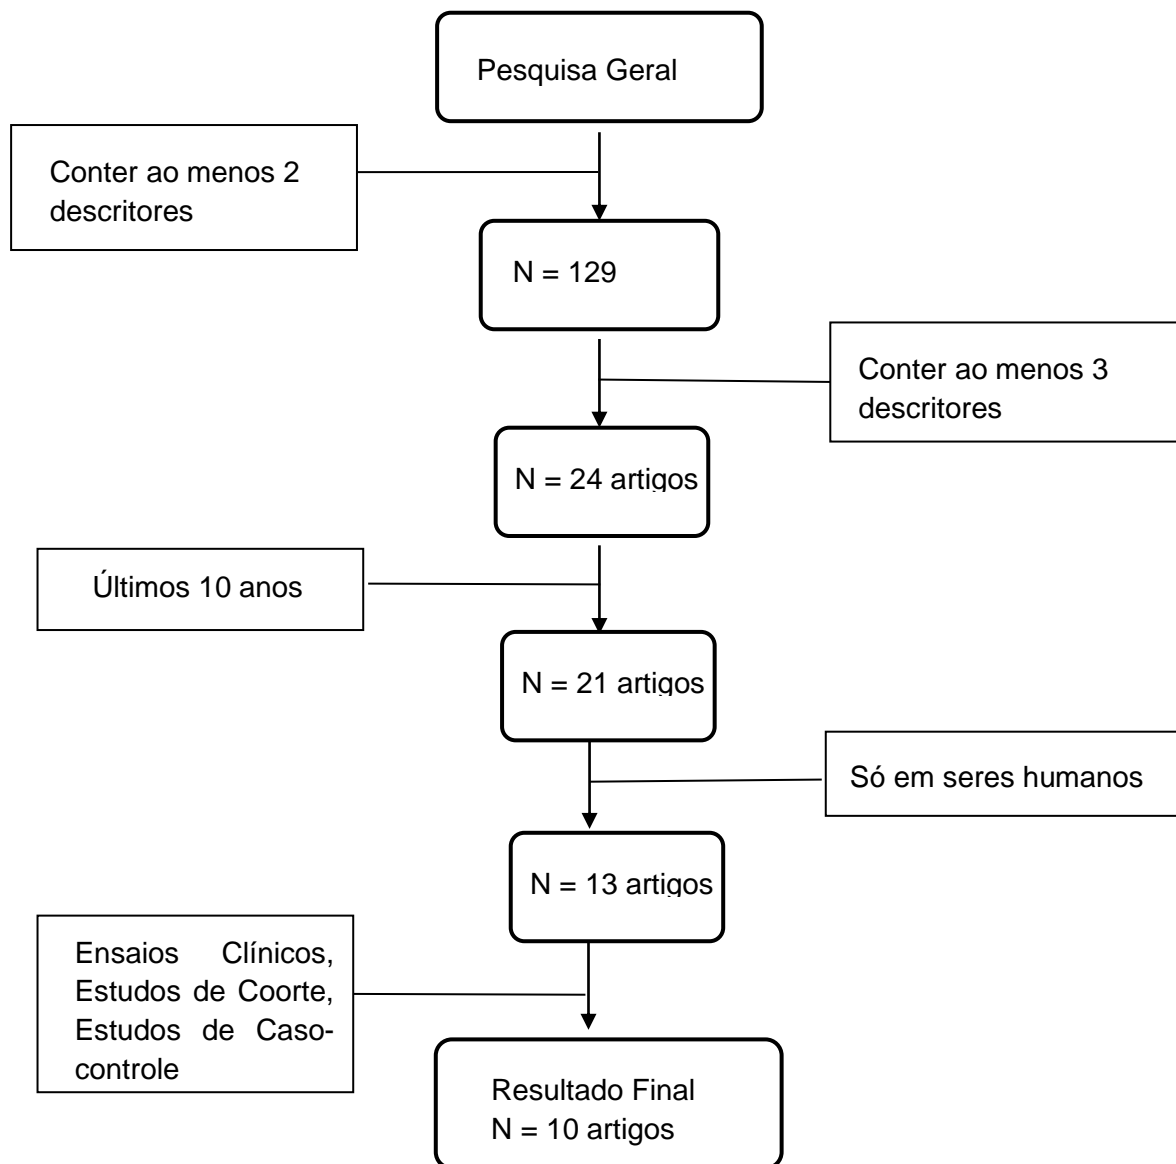 Pesquisa Geral
Conter ao menos 2
descritores
N = 129
Conter ao menos 3
descritores
N = 24 artigos
Últimos 10 anos
N = 21 artigos
Só em seres humanos
N = 13 artigos
Ensaios Clínicos,
Estudos de Coorte,
Estudos de Caso-
controle
Resultado Final
N = 10 artigos